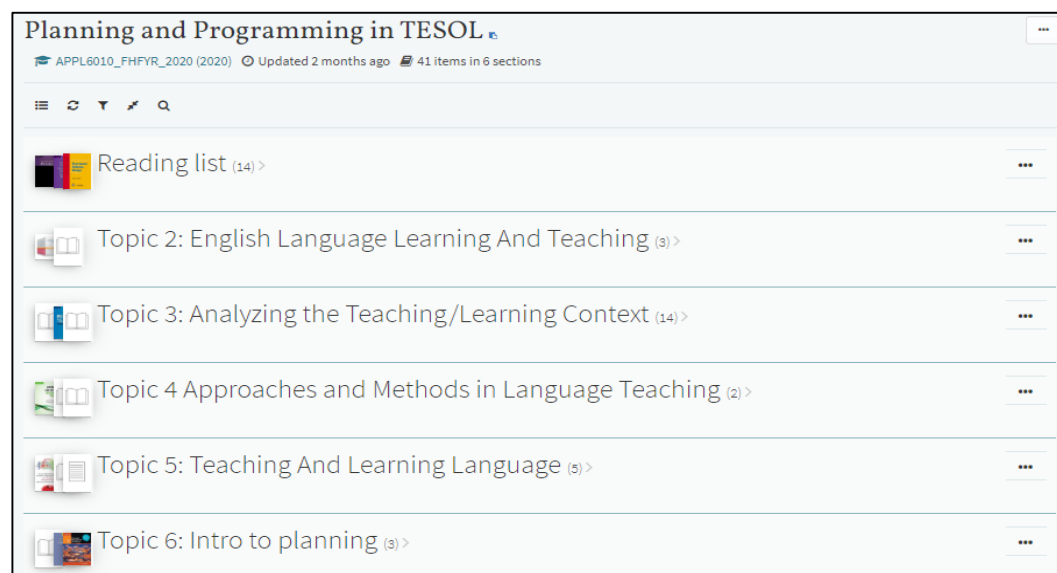 Planning and Programming in TESOL
APPL6010_FHFYR_2020 (2020) Updated 2 months ago 41 items in 6 sections
Reading list (14) >
Topic 2: English Language Learning And Teaching (3) >
Topic 3: Analyzing the Teaching/Learning Context (14) >
Topic 4 Approaches and Methods in Language Teaching (2) >
Topic 5: Teaching And Learning Language (5) >
Topic 6: Intro to planning (3) >